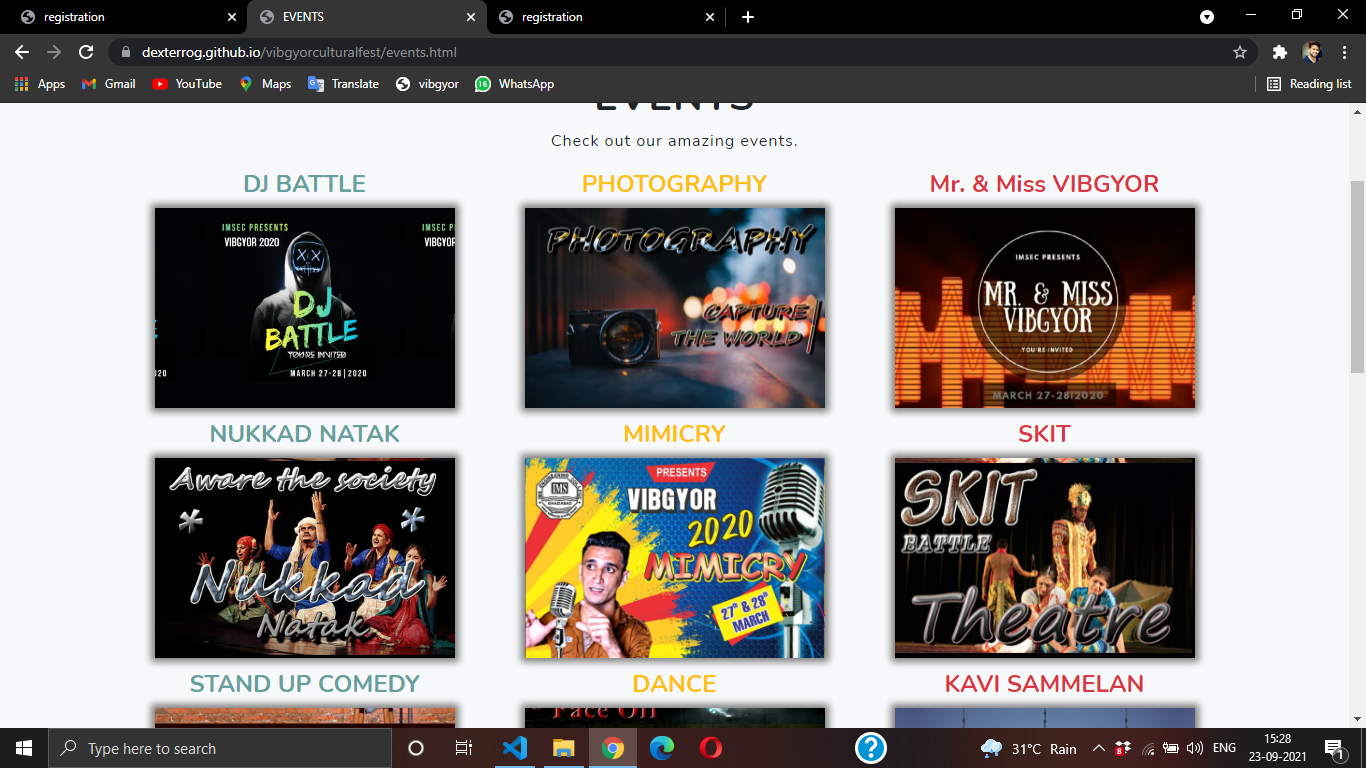 registration
EVENTS
registration
dexterrog.github.io/vibgyorculturalfest/events.html
Apps
Gmail
YouTube
Maps
Translate
vibgyor
16
WhatsApp
Reading list
EVENTS
Check out our amazing events.
DJ BATTLE
PHOTOGRAPHY
Mr. & Miss VIBGYOR
IMSEC PRESENTS
VIBGYOR 2020
DJ
BATTLE
YOU'RE INVITED
MARCH 27-28|2020
IMSEC P
VIBGYOR
2020
PHOTOGRAPHY
CAPTURE
THE WORLD
IMSEC PRESENTS
MR. & MISS
VIBGYOR
YOU'RE INVITED
MARCH 27-28|2020
NUKKAD NATAK
MIMICRY
SKIT
Aware the society
Nukkad
Natak
IMS
PRESENTS
VIBGYOR
2020
MIMICRY
27th & 28th
MARCH
SKIT
BATTLE
Theatre
STAND UP COMEDY
DANCE
KAVI SAMMELAN
Face Off
Type here to search
31°C Rain
8
ENG
15:28
23-09-2021
1